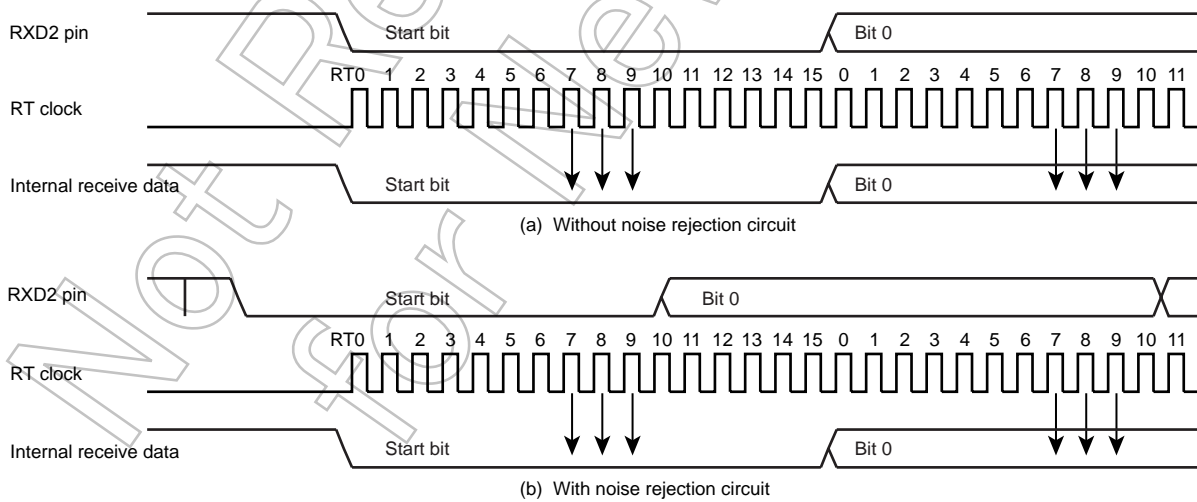 RXD2 pin Start bit Bit 0
RT0 1 2 3 4 5 6 7 8 9 10 11 12 13 14 15 0 1 2 3 4 5 6 7 8 9 10 11
RT clock
Internal receive data Start bit Bit 0
(a) Without noise rejection circuit
RXD2 pin Start bit Bit 0
RT0 1 2 3 4 5 6 7 8 9 10 11 12 13 14 15 0 1 2 3 4 5 6 7 8 9 10 11
RT clock
Internal receive data Start bit Bit 0
(b) With noise rejection circuit
Not R
for Ne